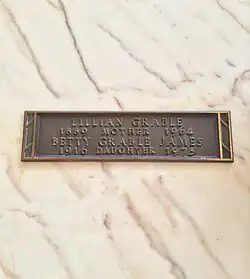 LILLIAN GRABLE
1889 MOTHER 1964
BETTY GRABLE JAMES
1916 DAUGHTER 1973